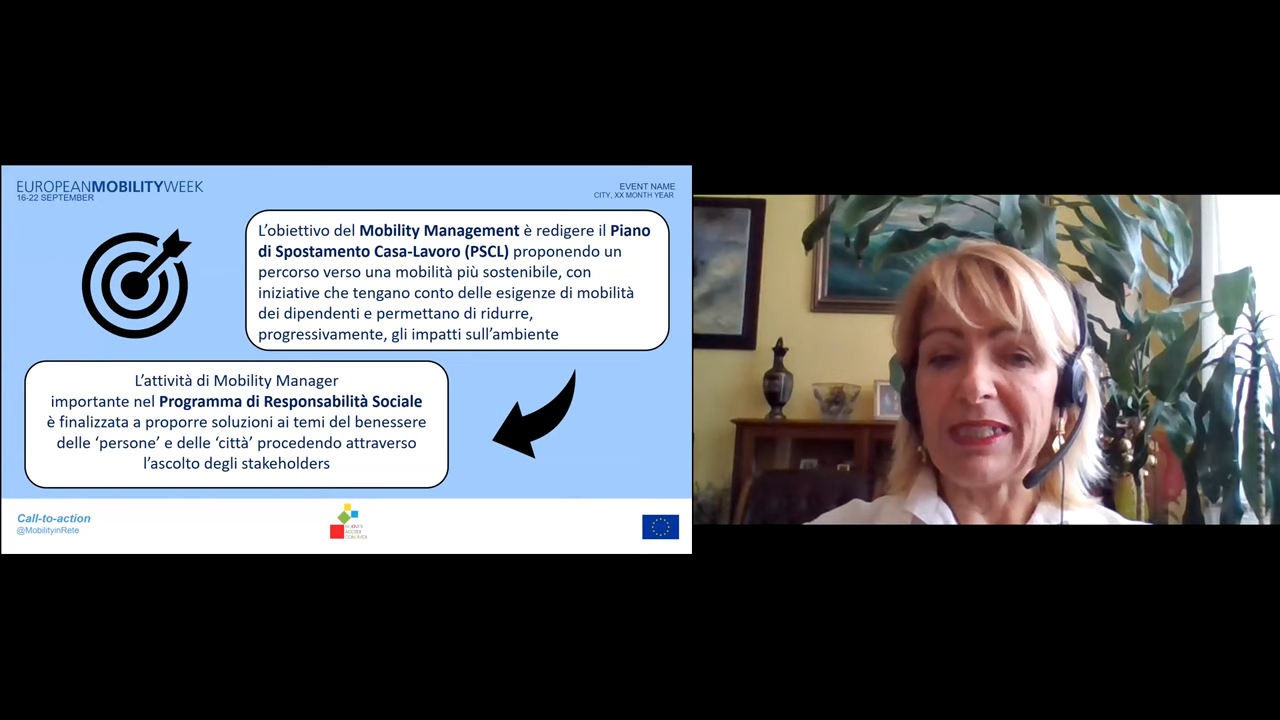 EUROPEANMOBILITYWEEK
16-22 SEPTEMBER
EVENT NAME
CITY, XX MONTH YEAR
L’obiettivo del Mobility Management è redigere il Piano
di Spostamento Casa-Lavoro (PSCL) proponendo un
percorso verso una mobilità più sostenibile, con
iniziative che tengano conto delle esigenze di mobilità
dei dipendenti e permettano di ridurre,
progressivamente, gli impatti sull’ambiente
L’attività di Mobility Manager
importante nel Programma di Responsabilità Sociale
è finalizzata a proporre soluzioni ai temi del benessere
delle ‘persone’ e delle ‘città’ procedendo attraverso
l’ascolto degli stakeholders
Call-to-action
@MobilityinRete